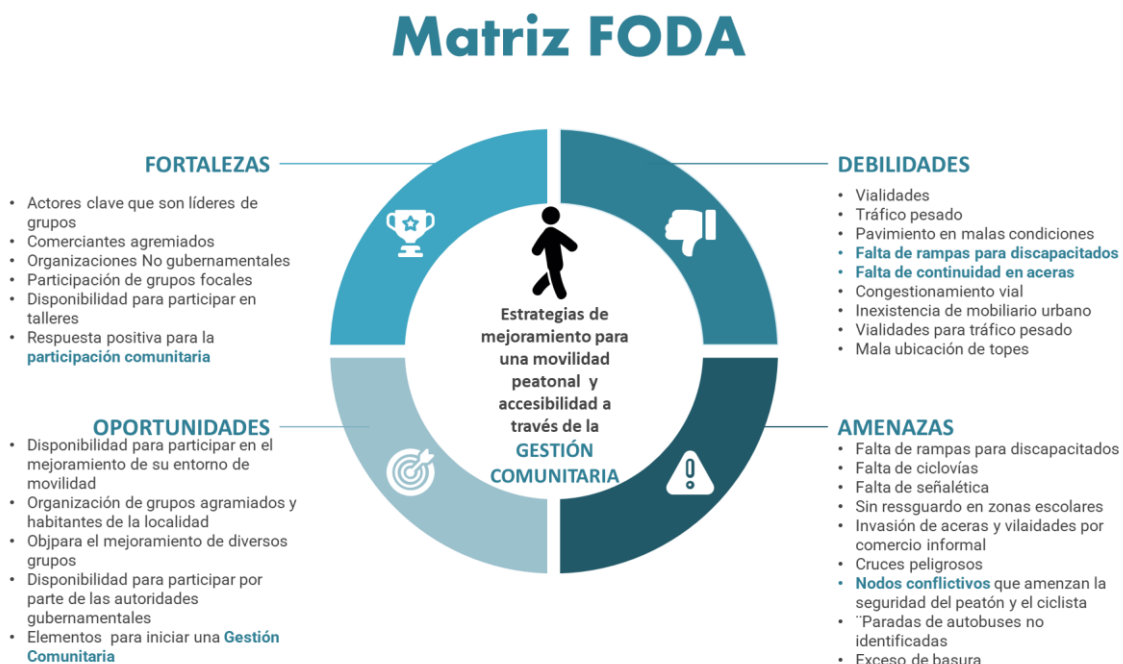 Matriz FODA
FORTALEZAS
• Actores clave que son líderes de
grupos
• Comerciantes agremiados
• Organizaciones No gubernamentales
• Participación de grupos focales
• Disponibilidad para participar en
talleres
• Respuesta positiva para la
participación comunitaria
DEBILIDADES
• Vialidades
• Tráfico pesado
• Pavimiento en malas condiciones
• Falta de rampas para discapacitados
• Falta de continuidad en aceras
• Congestionamiento vial
• Inexistencia de mobiliario urbano
• Vialidades para tráfico pesado
• Mala ubicación de topes
Estrategias de
mejoramiento para
una movilidad
peatonal y
accesibilidad a
través de la
GESTIÓN
COMUNITARIA
OPORTUNIDADES
• Disponibilidad para participar en el
mejoramiento de su entorno de
movilidad
• Organización de grupos agramiados y
habitantes de la localidad
• Objpara el mejoramiento de diversos
grupos
• Disponibilidad para participar por
parte de las autoridades
gubernamentales
• Elementos para iniciar una Gestión
Comunitaria
AMENAZAS
• Falta de rampas para discapacitados
• Falta de ciclovías
• Falta de señalética
• Sin ressguardo en zonas escolares
• Invasión de aceras y vilaidades por
comercio informal
• Cruces peligrosos
• Nodos conflictivos que amenzan la
seguridad del peatón y el ciclista
• ¨Paradas de autobuses no
identificadas
• Exceso de basura